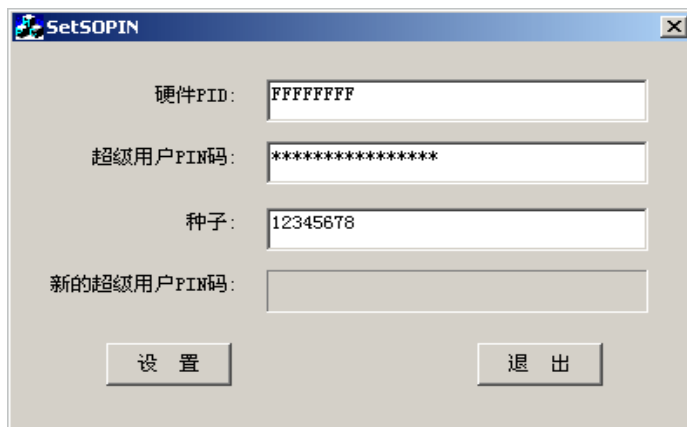 SetSOPIN
硬件PID: FFFFFFFF
超级用户PIN码: ****************
种子: 12345678
新的超级用户PIN码:
设 置 退 出